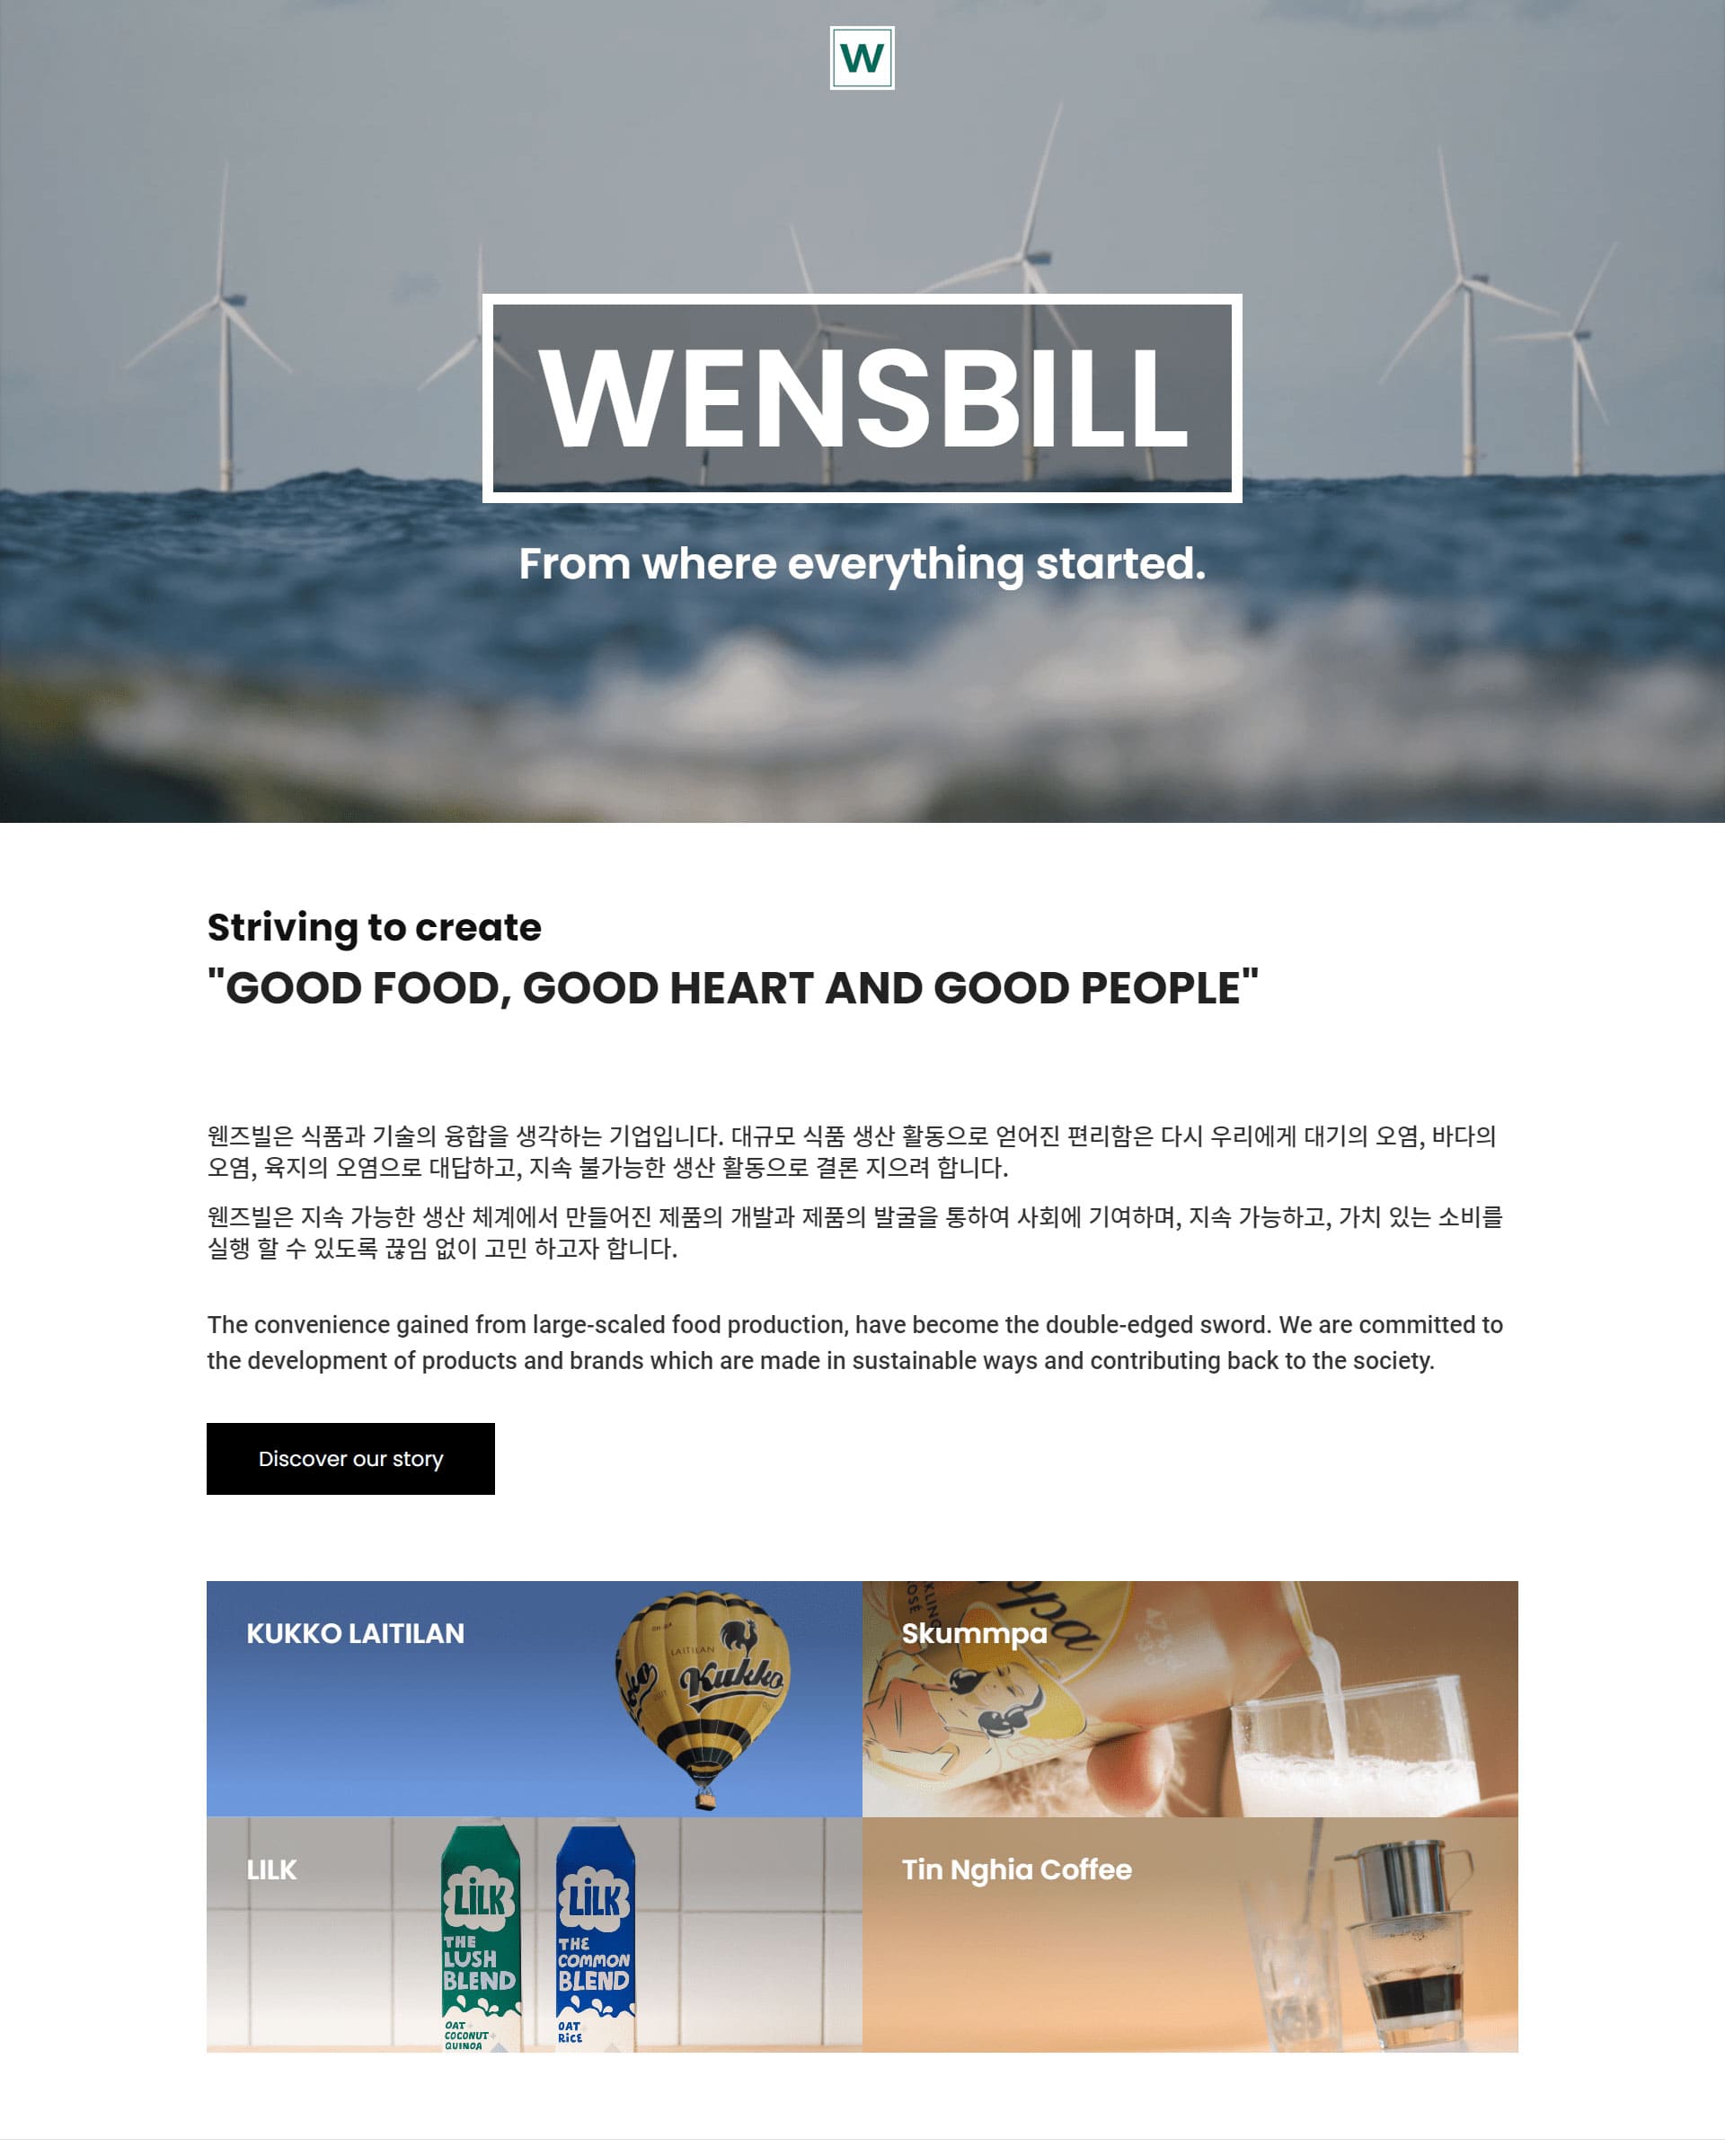 W
WENSBILL
From where everything started.
Striving to create
"GOOD FOOD, GOOD HEART AND GOOD PEOPLE"
웬즈빌은 식품과 기술의 융합을 생각하는 기업입니다. 대규모 식품 생산 활동으로 얻어진 편리함은 다시 우리에게 대기의 오염, 바다의
오염, 육지의 오염으로 대답하고, 지속 불가능한 생산 활동으로 결론 지으려 합니다.
웬즈빌은 지속 가능한 생산 체계에서 만들어진 제품의 개발과 제품의 발굴을 통하여 사회에 기여하며, 지속 가능하고, 가치 있는 소비를
실행 할 수 있도록 끊임 없이 고민 하고자 합니다.
The convenience gained from large-scaled food production, have become the double-edged sword. We are committed to
the development of products and brands which are made in sustainable ways and contributing back to the society.
Discover our story
KUKKO LAITILAN
LAITILAN
Kukko
Skummpa
LILK
LiLK
THE
LUSH
BLEND
OAT
COCONUT
QUINOA
LiLK
THE
COMMON
BLEND
OAT
RiCE
Tin Nghia Coffee